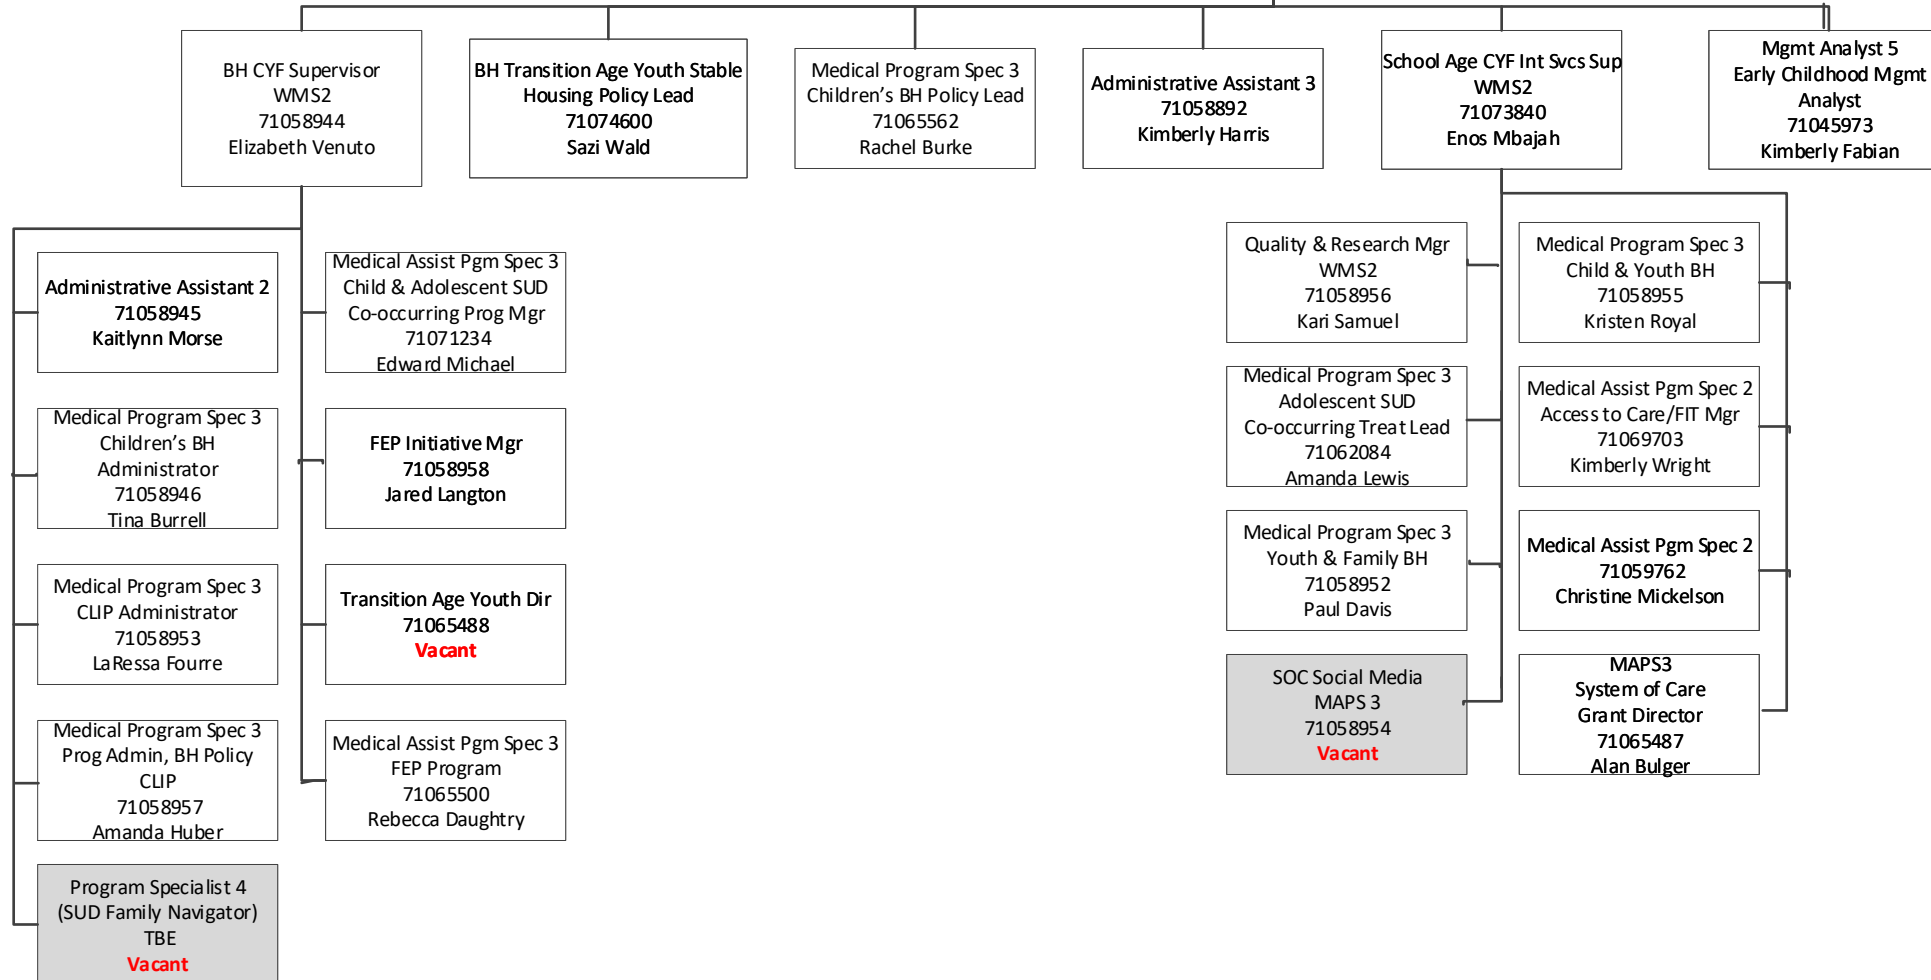 BH CYF Supervisor
WMS2
71058944
Elizabeth Venuto
BH Transition Age Youth Stable
Housing Policy Lead
71074600
Sazi Wald
Medical Program Spec 3
Children’s BH Policy Lead
71065562
Rachel Burke
Administrative Assistant 3
71058892
Kimberly Harris
School Age CYF Int Svcs Sup
WMS2
71073840
Enos Mbajah
Mgmt Analyst 5
Early Childhood Mgmt
Analyst
71045973
Kimberly Fabian
Administrative Assistant 2
71058945
Kaitlynn Morse
Medical Program Spec 3
Children’s BH
Administrator
71058946
Tina Burrell
Medical Program Spec 3
CLIP Administrator
71058953
LaRessa Fourre
Medical Program Spec 3
Prog Admin, BH Policy
CLIP
71058957
Amanda Huber
Program Specialist 4
(SUD Family Navigator)
TBE
Vacant
Medical Assist Pgm Spec 3
Child & Adolescent SUD
Co-occurring Prog Mgr
71071234
Edward Michael
FEP Initiative Mgr
71058958
Jared Langton
Transition Age Youth Dir
71065488
Vacant
Medical Assist Pgm Spec 3
FEP Program
71065500
Rebecca Daughtry
Quality & Research Mgr
WMS2
71058956
Kari Samuel
Medical Program Spec 3
Adolescent SUD
Co-occurring Treat Lead
71062084
Amanda Lewis
Medical Program Spec 3
Youth & Family BH
71058952
Paul Davis
SOC Social Media
MAPS 3
71058954
Vacant
Medical Program Spec 3
Child & Youth BH
71058955
Kristen Royal
Medical Assist Pgm Spec 2
Access to Care/FIT Mgr
71069703
Kimberly Wright
Medical Assist Pgm Spec 2
71059762
Christine Mickelson
MAPS3
System of Care
Grant Director
71065487
Alan Bulger